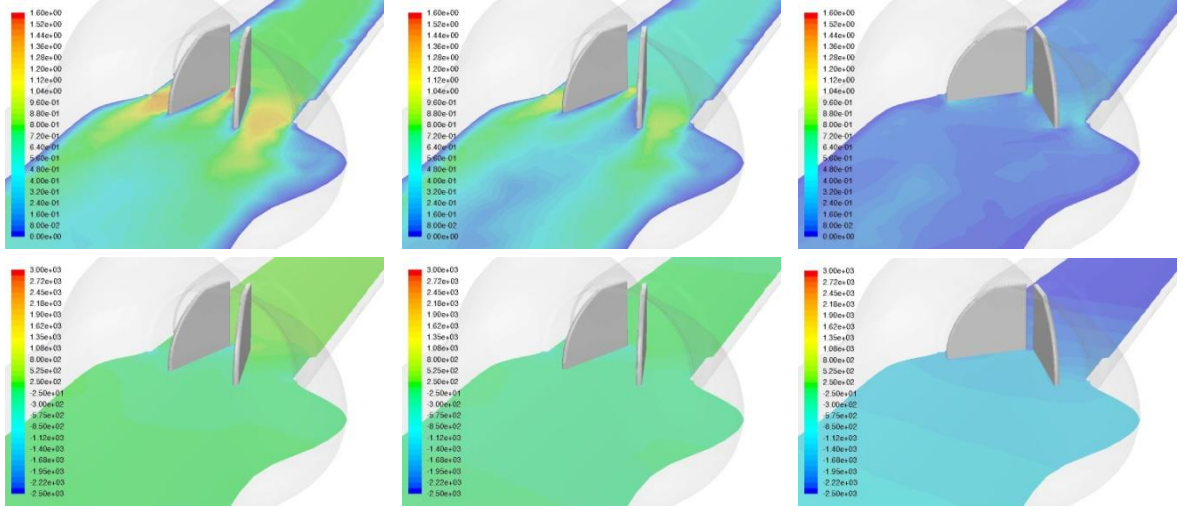 1.60e+00
1.52e+00
1.44e+00
1.36e+00
1.28e+00
1.20e+00
1.12e+00
1.04e+00
9.60e-01
8.80e-01
8.00e-01
7.20e-01
6.40e-01
5.60e-01
4.80e-01
4.00e-01
3.20e-01
2.40e-01
1.60e-01
8.00e-02
0.00e+00
1.60e+00
1.52e+00
1.44e+00
1.36e+00
1.28e+00
1.20e+00
1.12e+00
1.04e+00
9.60e-01
8.80e-01
8.00e-01
7.20e-01
6.40e-01
5.60e-01
4.80e-01
4.00e-01
3.20e-01
2.40e-01
1.60e-01
8.00e-02
0.00e+00
1.60e+00
1.52e+00
1.44e+00
1.36e+00
1.28e+00
1.20e+00
1.12e+00
1.04e+00
9.60e-01
8.80e-01
8.00e-01
7.20e-01
6.40e-01
5.60e-01
4.80e-01
4.00e-01
3.20e-01
2.40e-01
1.60e-01
8.00e-02
0.00e+00
3.00e+03
2.72e+03
2.45e+03
2.18e+03
1.90e+03
1.62e+03
1.35e+03
1.08e+03
8.00e+02
5.25e+02
2.50e+02
-2.50e+01
-3.00e+02
-5.75e+02
-8.50e+02
-1.12e+03
-1.40e+03
-1.68e+03
-1.95e+03
-2.22e+03
-2.50e+03
3.00e+03
2.72e+03
2.45e+03
2.18e+03
1.90e+03
1.62e+03
1.35e+03
1.08e+03
8.00e+02
5.25e+02
2.50e+02
-2.50e+01
-3.00e+02
-5.75e+02
-8.50e+02
-1.12e+03
-1.40e+03
-1.68e+03
-1.95e+03
-2.22e+03
-2.50e+03
3.00e+03
2.72e+03
2.45e+03
2.18e+03
1.90e+03
1.62e+03
1.35e+03
1.08e+03
8.00e+02
5.25e+02
2.50e+02
-2.50e+01
-3.00e+02
-5.75e+02
-8.50e+02
-1.12e+03
-1.40e+03
-1.68e+03
-1.95e+03
-2.22e+03
-2.50e+03